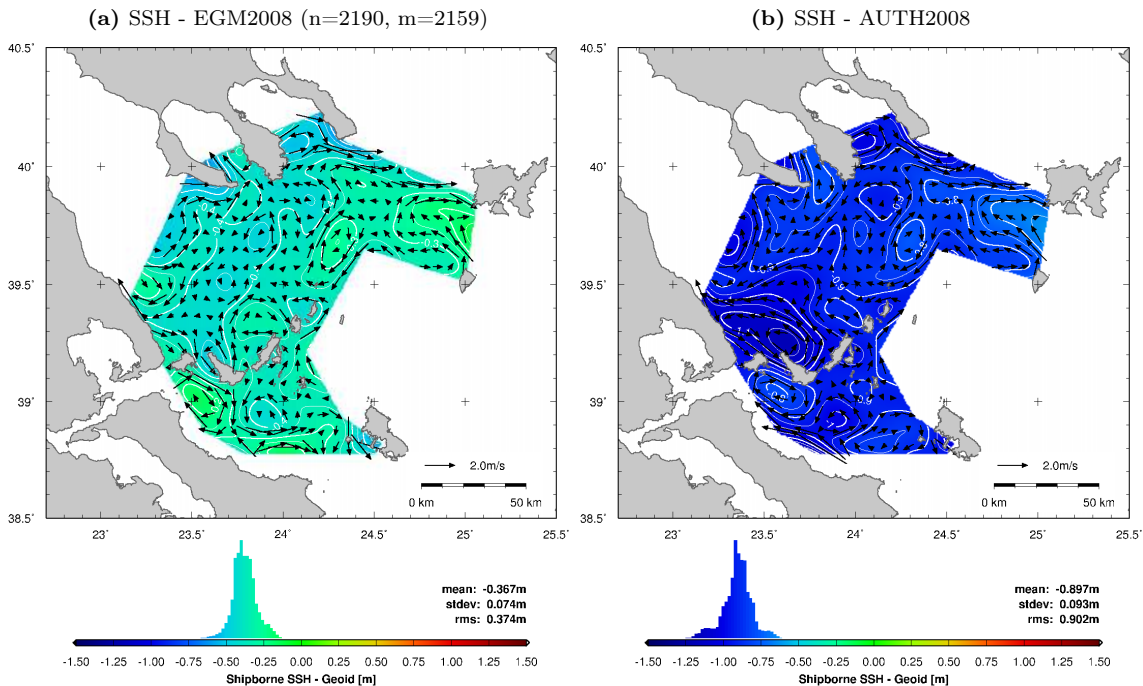 (a) SSH - EGM2008 (n=2190, m=2159)
(b) SSH - AUTH2008
40.5˚
40˚
39.5˚
39˚
38.5˚
23˚ 23.5˚ 24˚ 24.5˚ 25˚ 25.5˚
2.0m/s
0 km 50 km
mean: -0.367m
stdev: 0.074m
rms: 0.374m
-1.50 -1.25 -1.00 -0.75 -0.50 -0.25 0.00 0.25 0.50 0.75 1.00 1.25 1.50
Shipborne SSH - Geoid [m]
40.5˚
40˚
39.5˚
39˚
38.5˚
23˚ 23.5˚ 24˚ 24.5˚ 25˚ 25.5˚
2.0m/s
0 km 50 km
mean: -0.897m
stdev: 0.093m
rms: 0.902m
-1.50 -1.25 -1.00 -0.75 -0.50 -0.25 0.00 0.25 0.50 0.75 1.00 1.25 1.50
Shipborne SSH - Geoid [m]